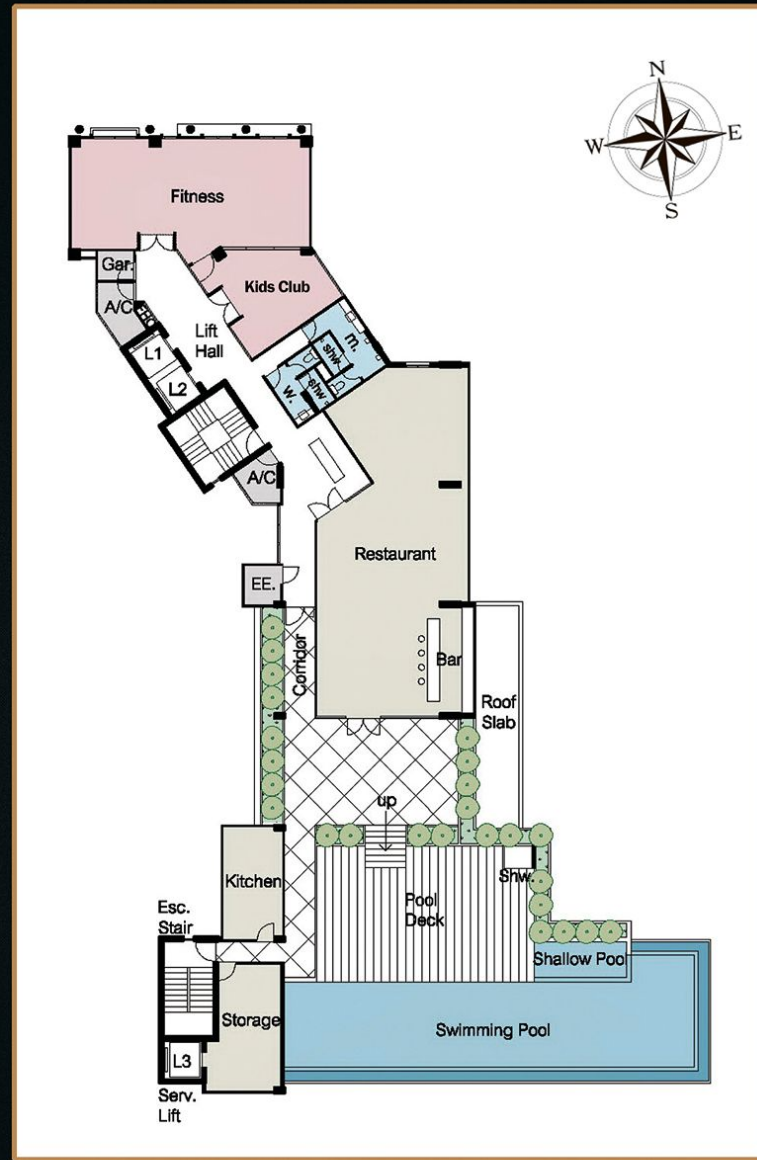 N
W
E
S
Fitness
Gar.
Kids Club
A/C
Lift
Hall
L1
L2
m.
shw
w.
shw
A/C
Restaurant
EE.
Corridor
Bar
Roof
Slab
up
Kitchen
Shw.
Pool
Deck
Esc.
Stair
Shallow Pool
Storage
Swimming Pool
L3
Serv.
Lift